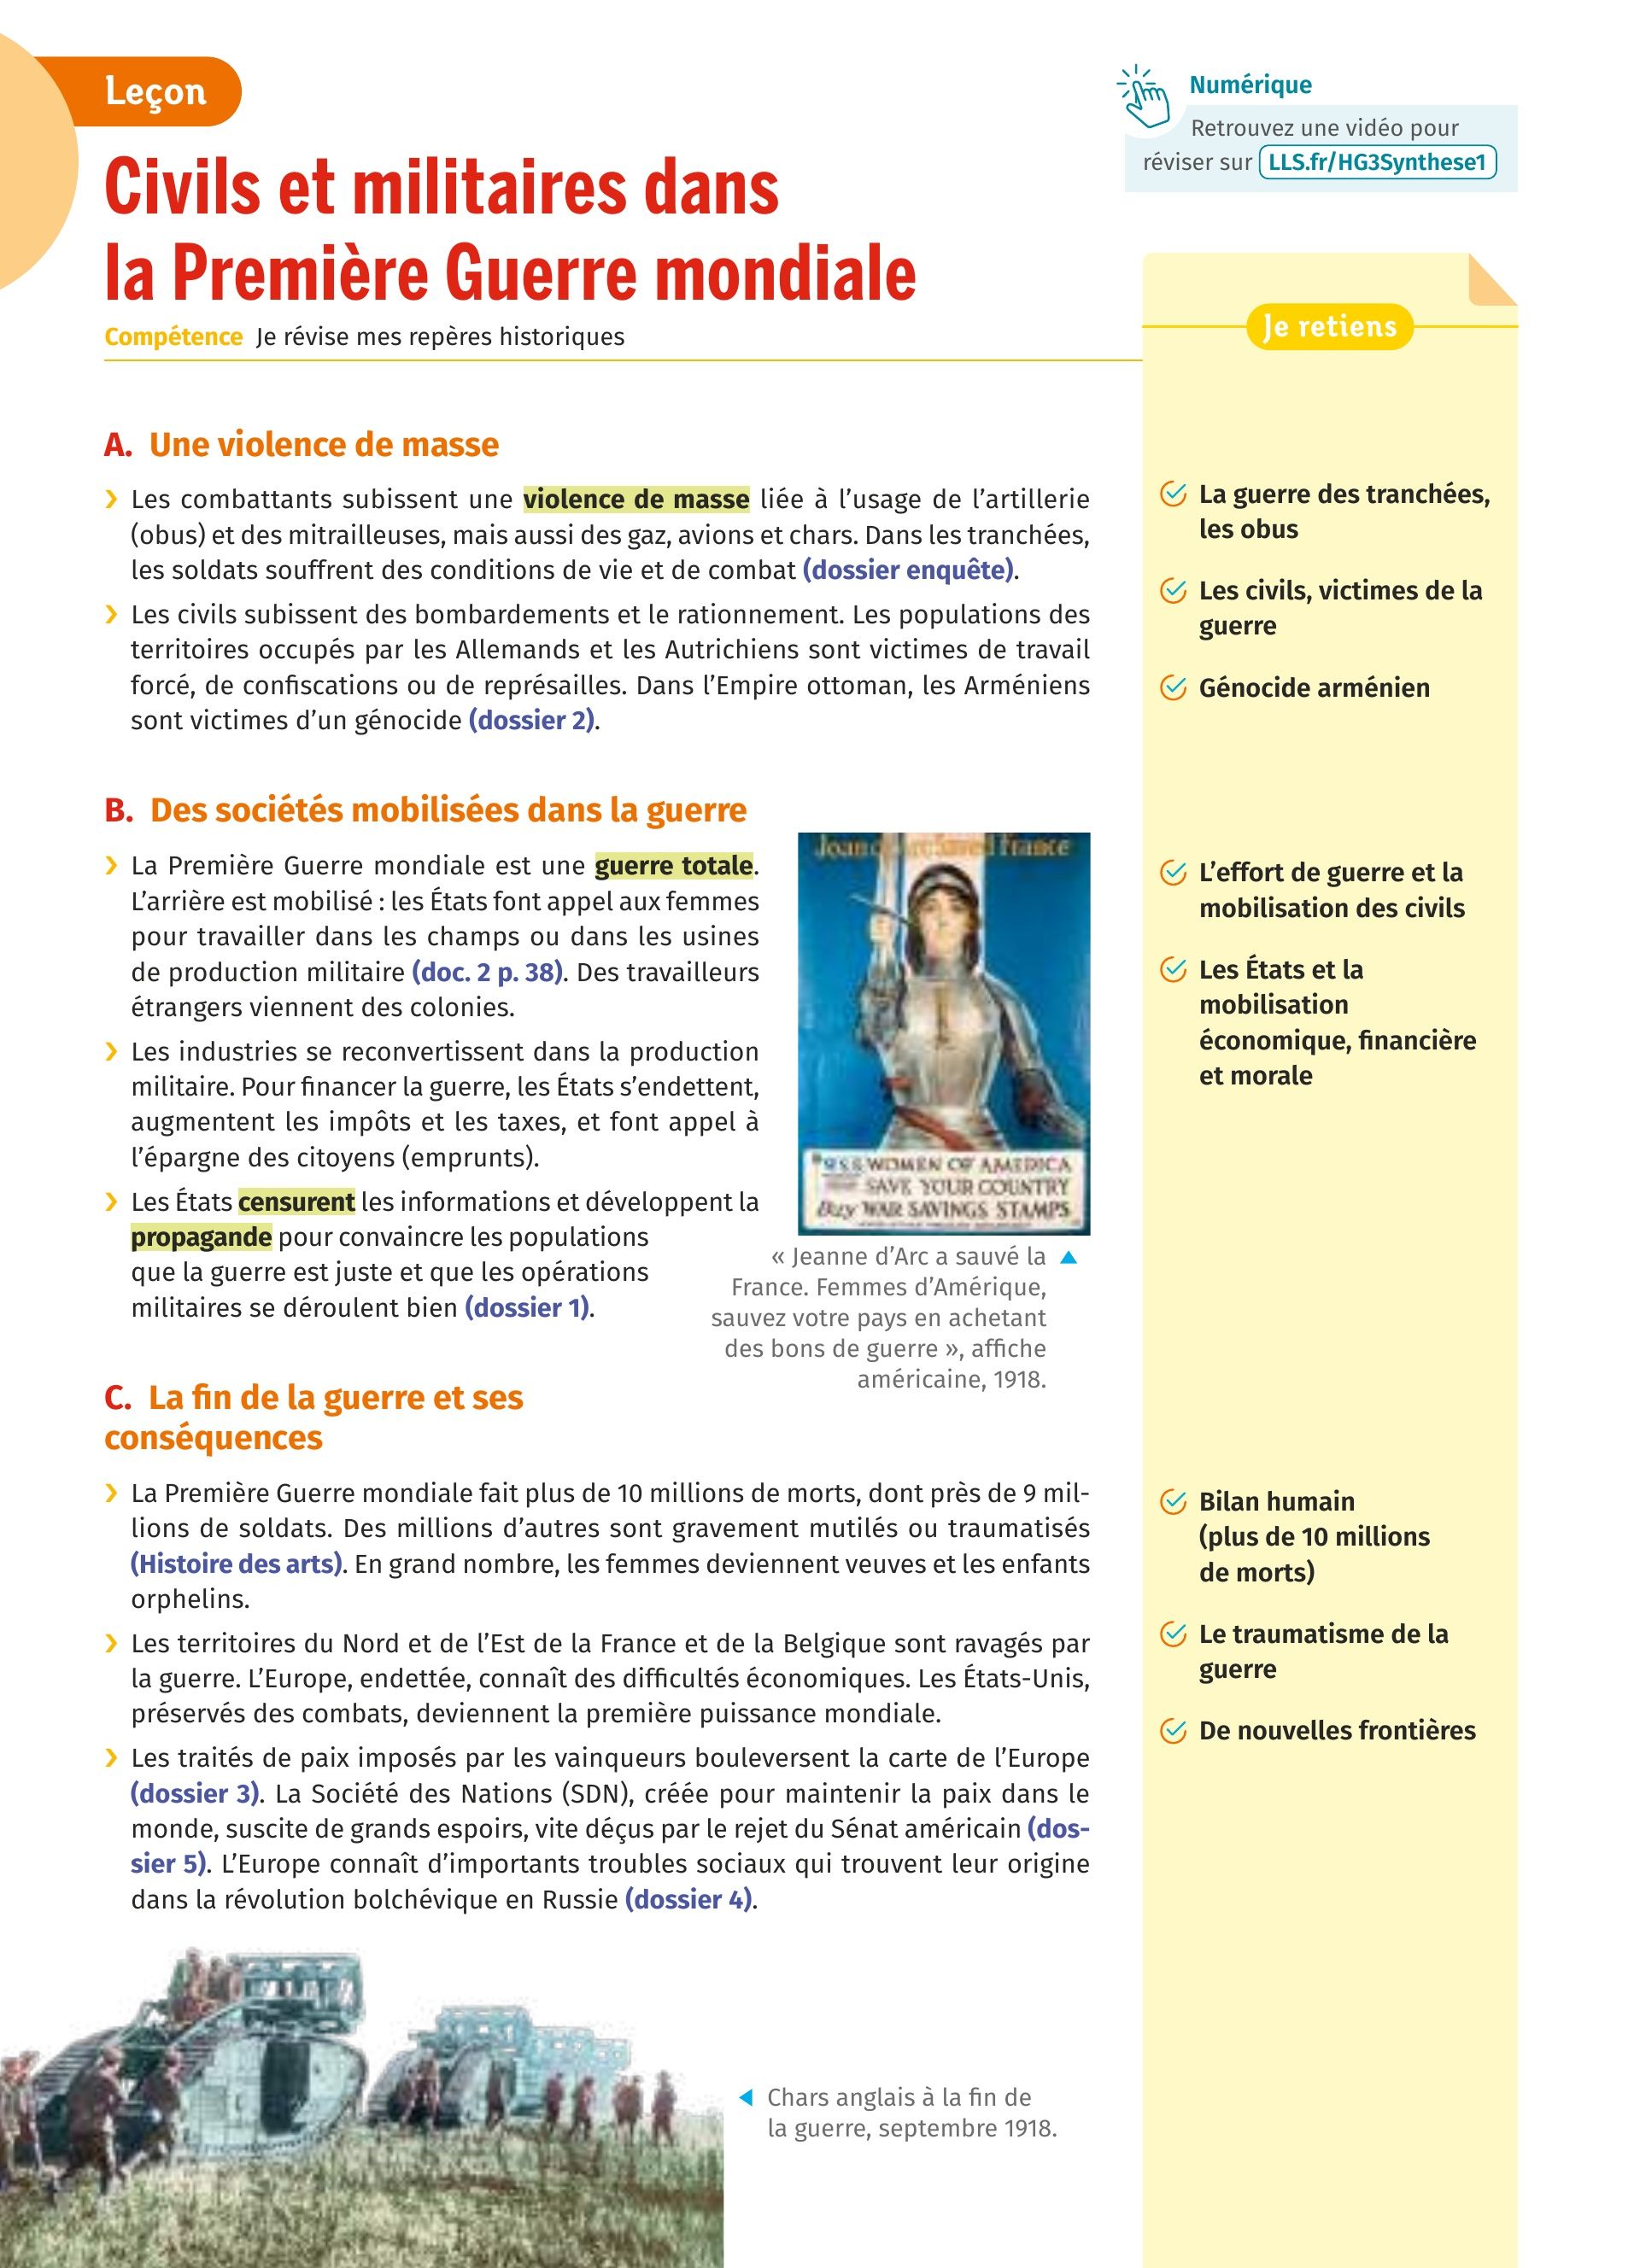 Leçon
Numérique
Retrouvez une vidéo pour
réviser sur LLS.fr/HG3Synthese1
Civils et militaires dans
la Première Guerre mondiale
Compétence Je révise mes repères historiques
Je retiens
A. Une violence de masse
› Les combattants subissent une violence de masse liée à l’usage de l’artillerie
(obus) et des mitrailleuses, mais aussi des gaz, avions et chars. Dans les tranchées,
les soldats souffrent des conditions de vie et de combat (dossier enquête).
› Les civils subissent des bombardements et le rationnement. Les populations des
territoires occupés par les Allemands et les Autrichiens sont victimes de travail
forcé, de confiscations ou de représailles. Dans l’Empire ottoman, les Arméniens
sont victimes d’un génocide (dossier 2).
La guerre des tranchées,
les obus
Les civils, victimes de la
guerre
Génocide arménien
B. Des sociétés mobilisées dans la guerre
› La Première Guerre mondiale est une guerre totale.
L’arrière est mobilisé : les États font appel aux femmes
pour travailler dans les champs ou dans les usines
de production militaire (doc. 2 p. 38). Des travailleurs
étrangers viennent des colonies.
› Les industries se reconvertissent dans la production
militaire. Pour financer la guerre, les États s’endettent,
augmentent les impôts et les taxes, et font appel à
l’épargne des citoyens (emprunts).
› Les États censurent les informations et développent la
propagande pour convaincre les populations
que la guerre est juste et que les opérations
militaires se déroulent bien (dossier 1).
Joan France
WOMEN OF AMERICA
SAVE YOUR COUNTRY
Buy WAR SAVINGS STAMPS
« Jeanne d’Arc a sauvé la
France. Femmes d’Amérique,
sauvez votre pays en achetant
des bons de guerre », affiche
américaine, 1918.
L’effort de guerre et la
mobilisation des civils
Les États et la
mobilisation
économique, financière
et morale
C. La fin de la guerre et ses
conséquences
› La Première Guerre mondiale fait plus de 10 millions de morts, dont près de 9 mil-
lions de soldats. Des millions d’autres sont gravement mutilés ou traumatisés
(Histoire des arts). En grand nombre, les femmes deviennent veuves et les enfants
orphelins.
› Les territoires du Nord et de l’Est de la France et de la Belgique sont ravagés par
la guerre. L’Europe, endettée, connaît des difficultés économiques. Les États-Unis,
préservés des combats, deviennent la première puissance mondiale.
› Les traités de paix imposés par les vainqueurs bouleversent la carte de l’Europe
(dossier 3). La Société des Nations (SDN), créée pour maintenir la paix dans le
monde, suscite de grands espoirs, vite déçus par le rejet du Sénat américain (dos-
sier 5). L’Europe connaît d’importants troubles sociaux qui trouvent leur origine
dans la révolution bolchévique en Russie (dossier 4).
Bilan humain
(plus de 10 millions
de morts)
Le traumatisme de la
guerre
De nouvelles frontières
Chars anglais à la fin de
la guerre, septembre 1918.